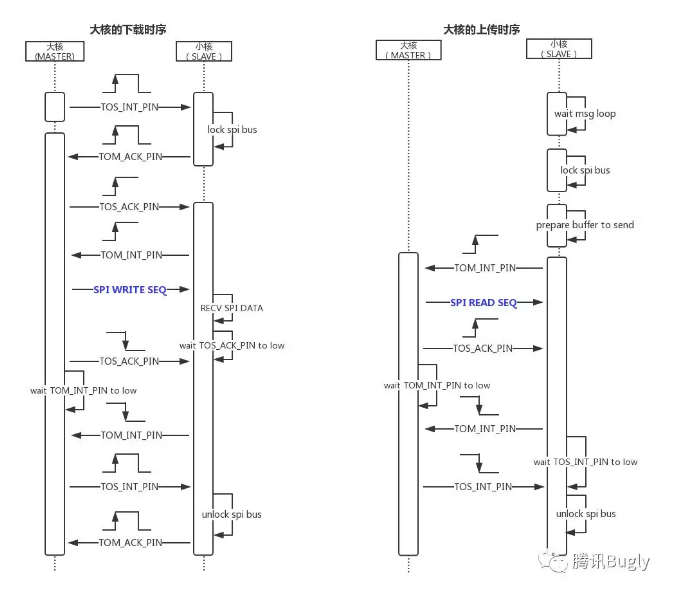 大核的下载时序
大核
(MASTER)
小核
( SLAVE )
TOS_INT_PIN
lock spi bus
TOM_ACK_PIN
TOS_ACK_PIN
TOM_INT_PIN
SPI WRITE SEQ
RECV SPI DATA
wait TOS_ACK_PIN to low
TOS_ACK_PIN
wait TOM_INT_PIN to low
TOM_INT_PIN
TOS_INT_PIN
unlock spi bus
TOM_ACK_PIN
大核的上传时序
大核
( MASTER )
小核
( SLAVE )
wait msg loop
lock spi bus
prepare buffer to send
TOM_INT_PIN
SPI READ SEQ
TOS_ACK_PIN
wait TOM_INT_PIN to low
TOM_INT_PIN
wait TOS_INT_PIN to low
TOS_INT_PIN
unlock spi bus
腾讯Bugly